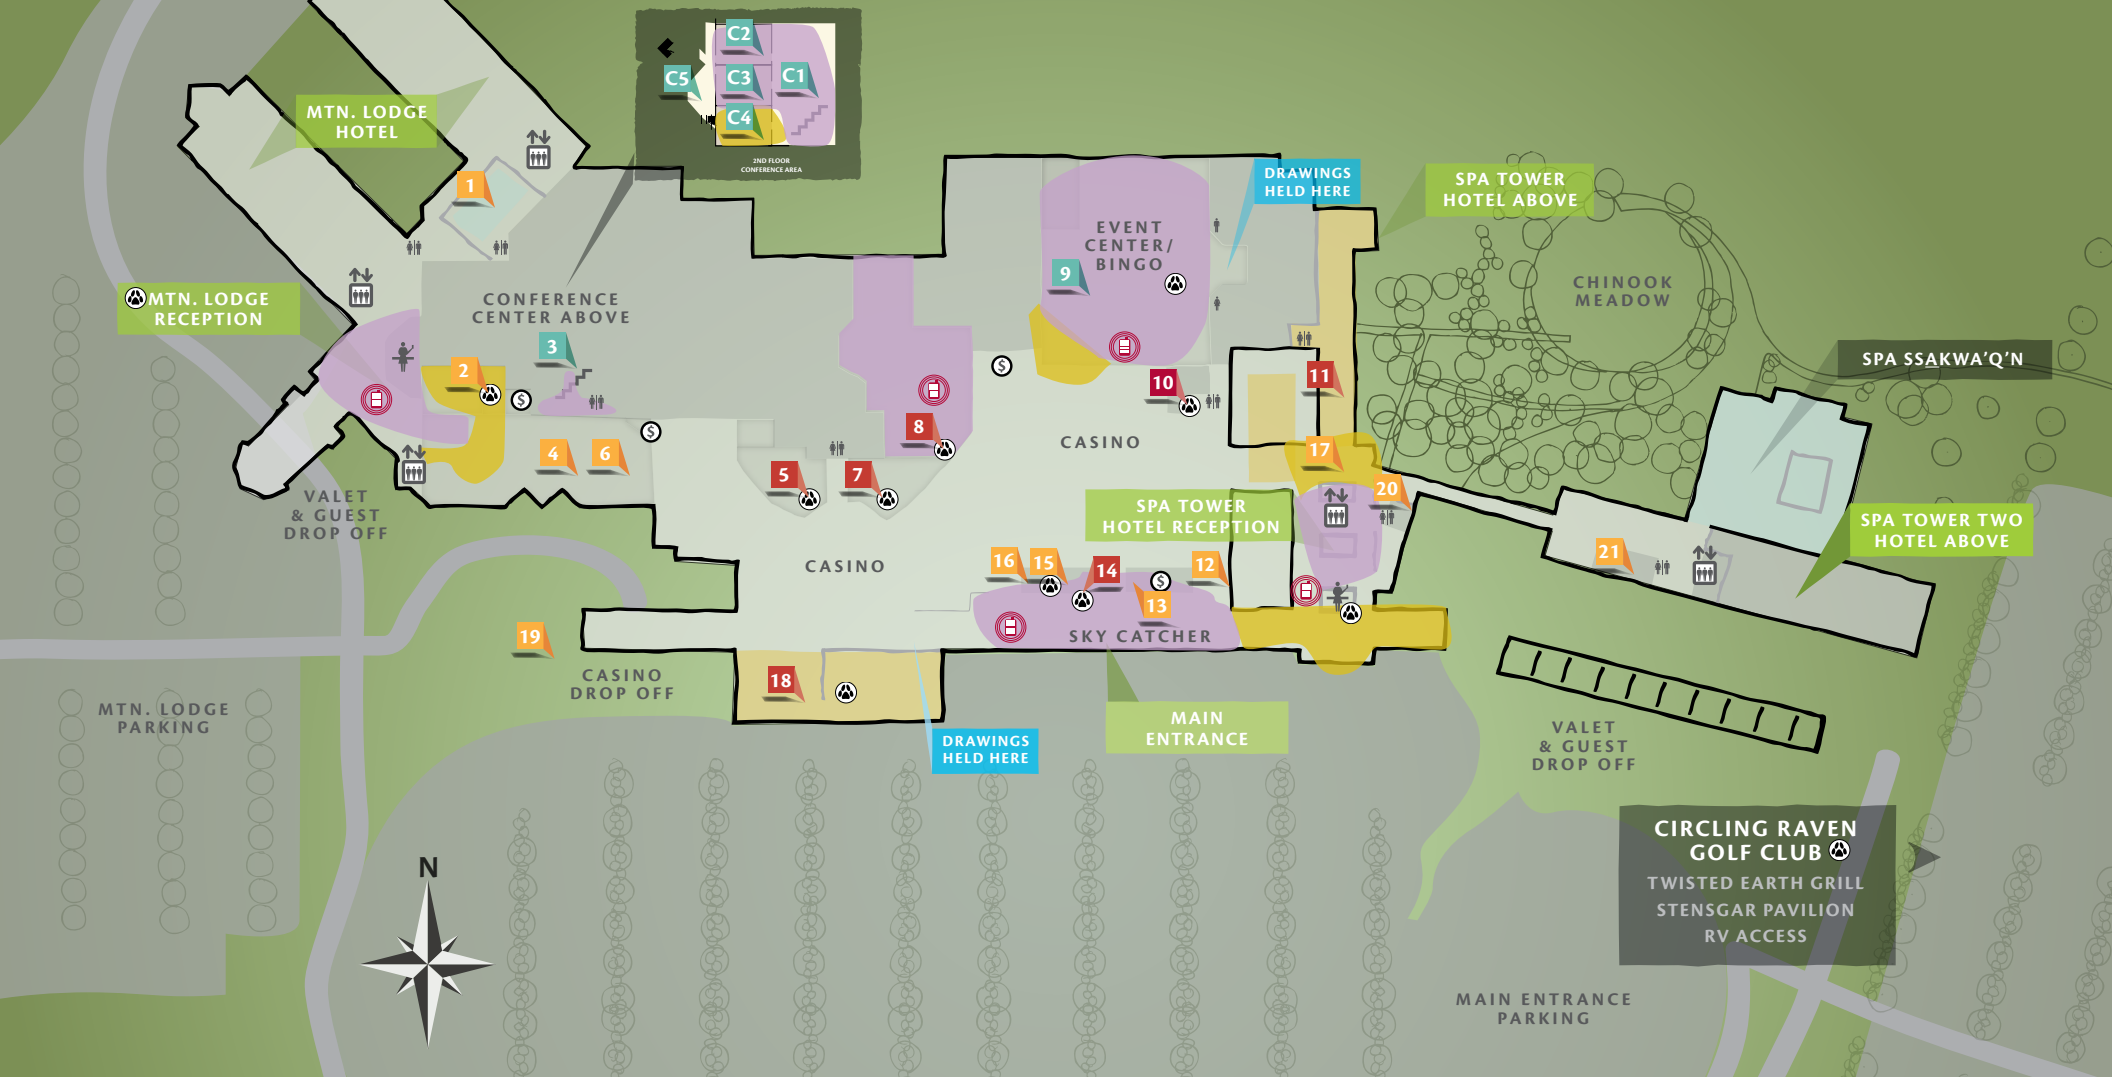 C2
C5
C3
C1
C4
2ND FLOOR
CONFERENCE AREA
MTN. LODGE
HOTEL
1
DRAWINGS
HELD HERE
SPA TOWER
HOTEL ABOVE
EVENT
CENTER/
BINGO
9
CHINOOK
MEADOW
MTN. LODGE
RECEPTION
CONFERENCE
CENTER ABOVE
3
2
$
$
$
10
11
SPA SSAKWA'Q'N
8
CASINO
4
6
5
7
17
20
VALET
& GUEST
DROP OFF
SPA TOWER
HOTEL RECEPTION
SPA TOWER TWO
HOTEL ABOVE
21
CASINO
16
15
14
$
12
13
SKY CATCHER
19
CASINO
DROP OFF
18
MTN. LODGE
PARKING
DRAWINGS
HELD HERE
MAIN
ENTRANCE
VALET
& GUEST
DROP OFF
CIRCLING RAVEN
GOLF CLUB
TWISTED EARTH GRILL
STENSGAR PAVILION
RV ACCESS
N
MAIN ENTRANCE
PARKING